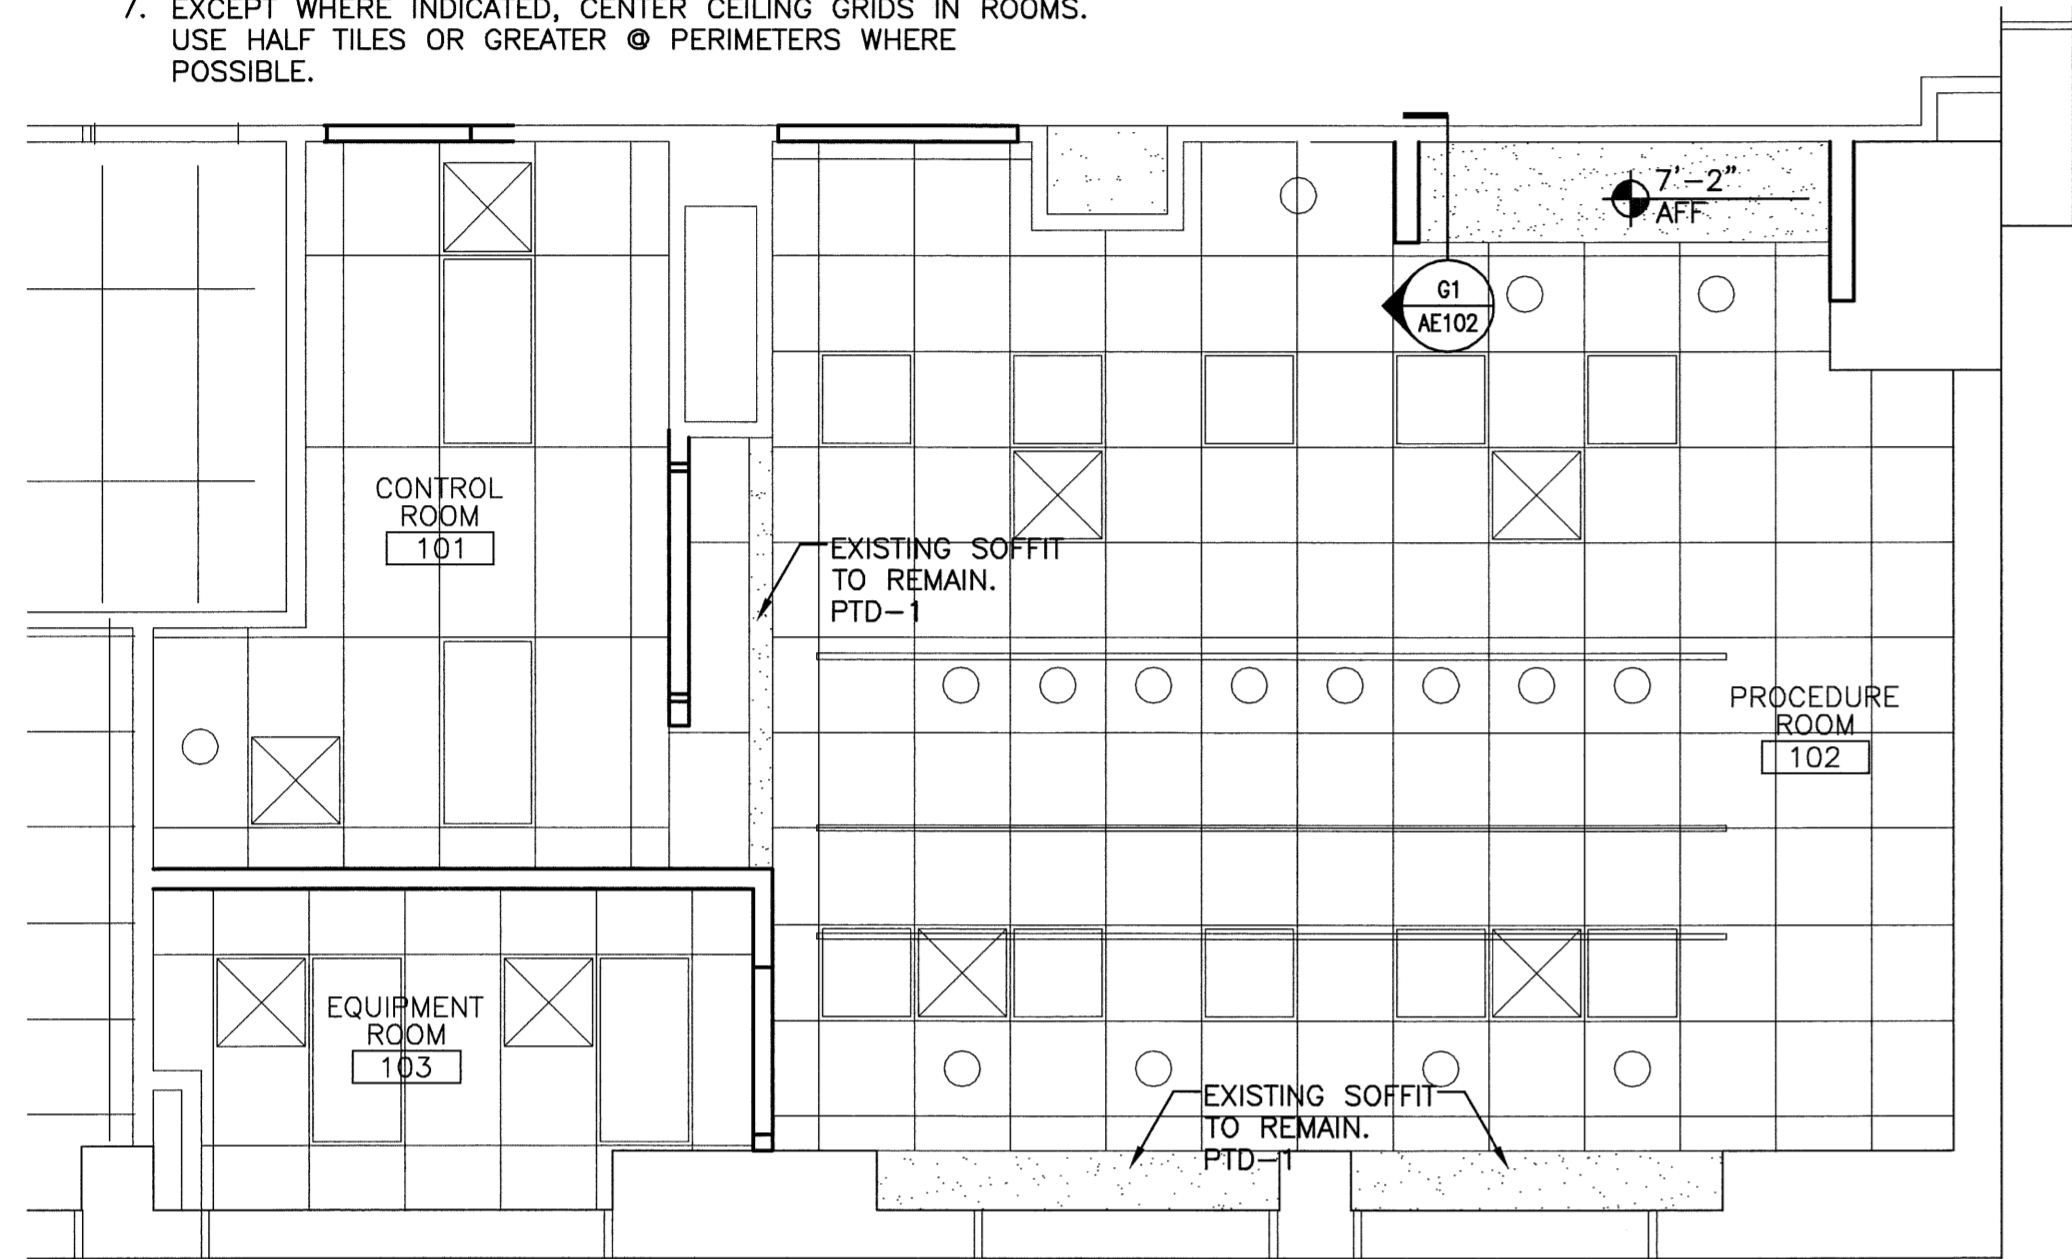 7. EXCEPT WHERE INDICATED, CENTER CEILING GRIDS IN ROOMS.
USE HALF TILES OR GREATER @ PERIMETERS WHERE
POSSIBLE.
7'-2"
AFF
G1
AE102
CONTROL
ROOM
101
EXISTING SOFFIT
TO REMAIN.
PTD-1
PROCEDURE
ROOM
102
EQUIPMENT
ROOM
103
EXISTING SOFFIT
TO REMAIN.
PTD-1